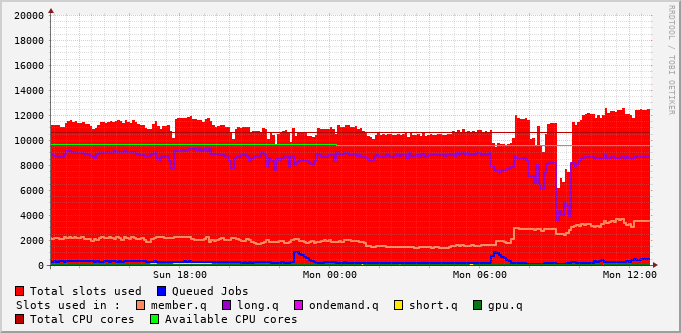 20000
18000
16000
14000
12000
10000
8000
6000
4000
2000
0
Sun 18:00 Mon 00:00 Mon 06:00 Mon 12:00
RRDTOOL / TOBI OETIKER
Total slots used Queued Jobs
Slots used in : member.q long.q ondemand.q short.q gpu.q
Total CPU cores Available CPU cores